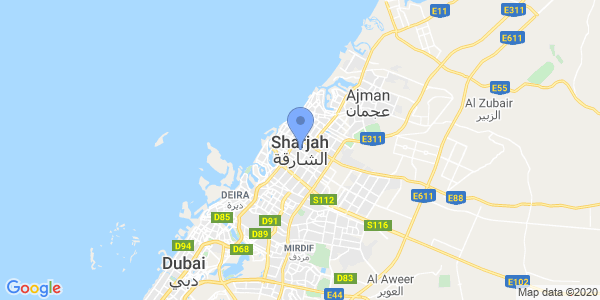 E11
E611
E55
Ajman
عجمان
Al Zubair
الزبير
E311
Sharjah
الشارقة
DEIRA
ديرة
S112
E611
E88
D85
D91
S116
D89
D94
D68
MIRDIF
مردف
Dubai
دبي
D83
Al Aweer
العوير
E102
E44
Google
Map data ©2020